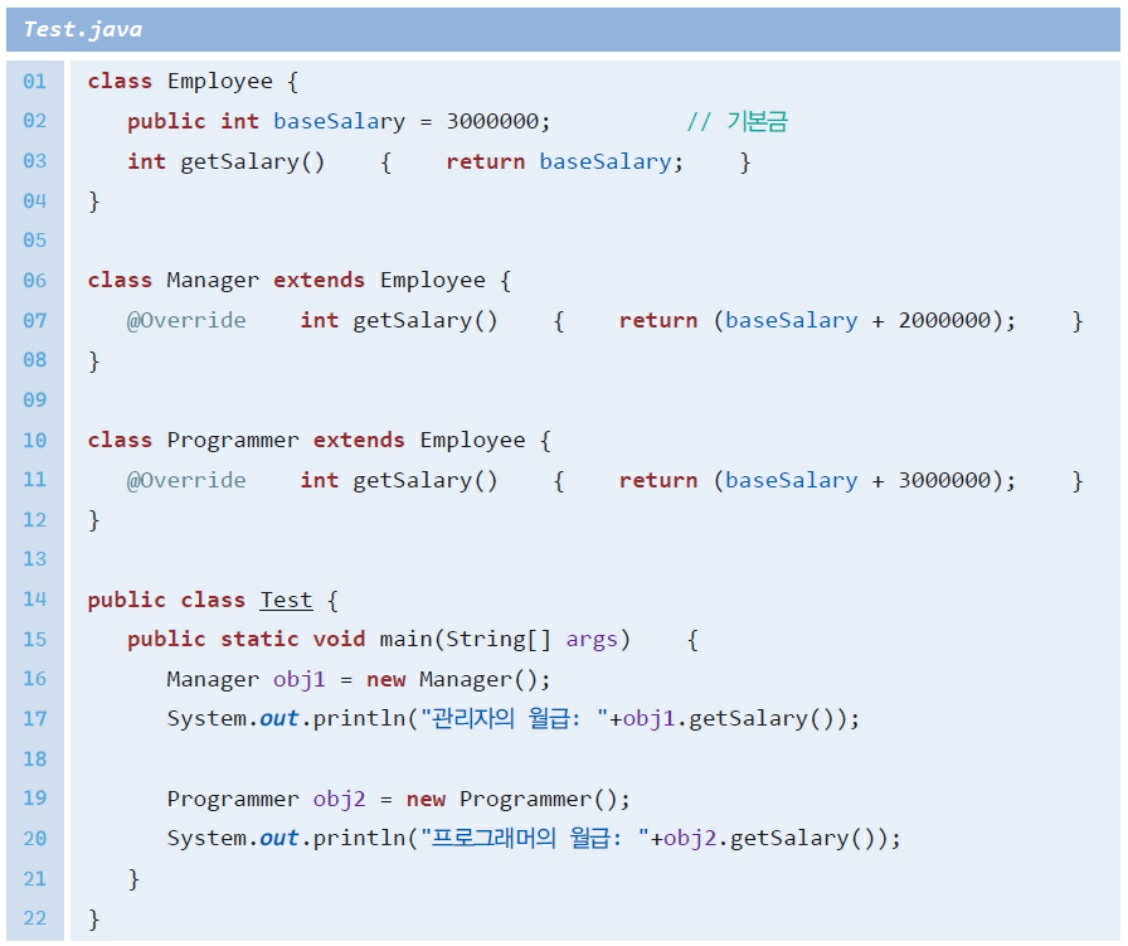 Test.java
01 class Employee {
02 public int baseSalary = 3000000; // 기본금
03 int getSalary() { return baseSalary; }
04 }
05
06 class Manager extends Employee {
07 @Override int getSalary() { return (baseSalary + 2000000); }
08 }
09
10 class Programmer extends Employee {
11 @Override int getSalary() { return (baseSalary + 3000000); }
12 }
13
14 public class Test {
15 public static void main(String[] args) {
16 Manager obj1 = new Manager();
17 System.out.println("관리자의 월급: "+obj1.getSalary());
18
19 Programmer obj2 = new Programmer();
20 System.out.println("프로그래머의 월급: "+obj2.getSalary());
21 }
22 }